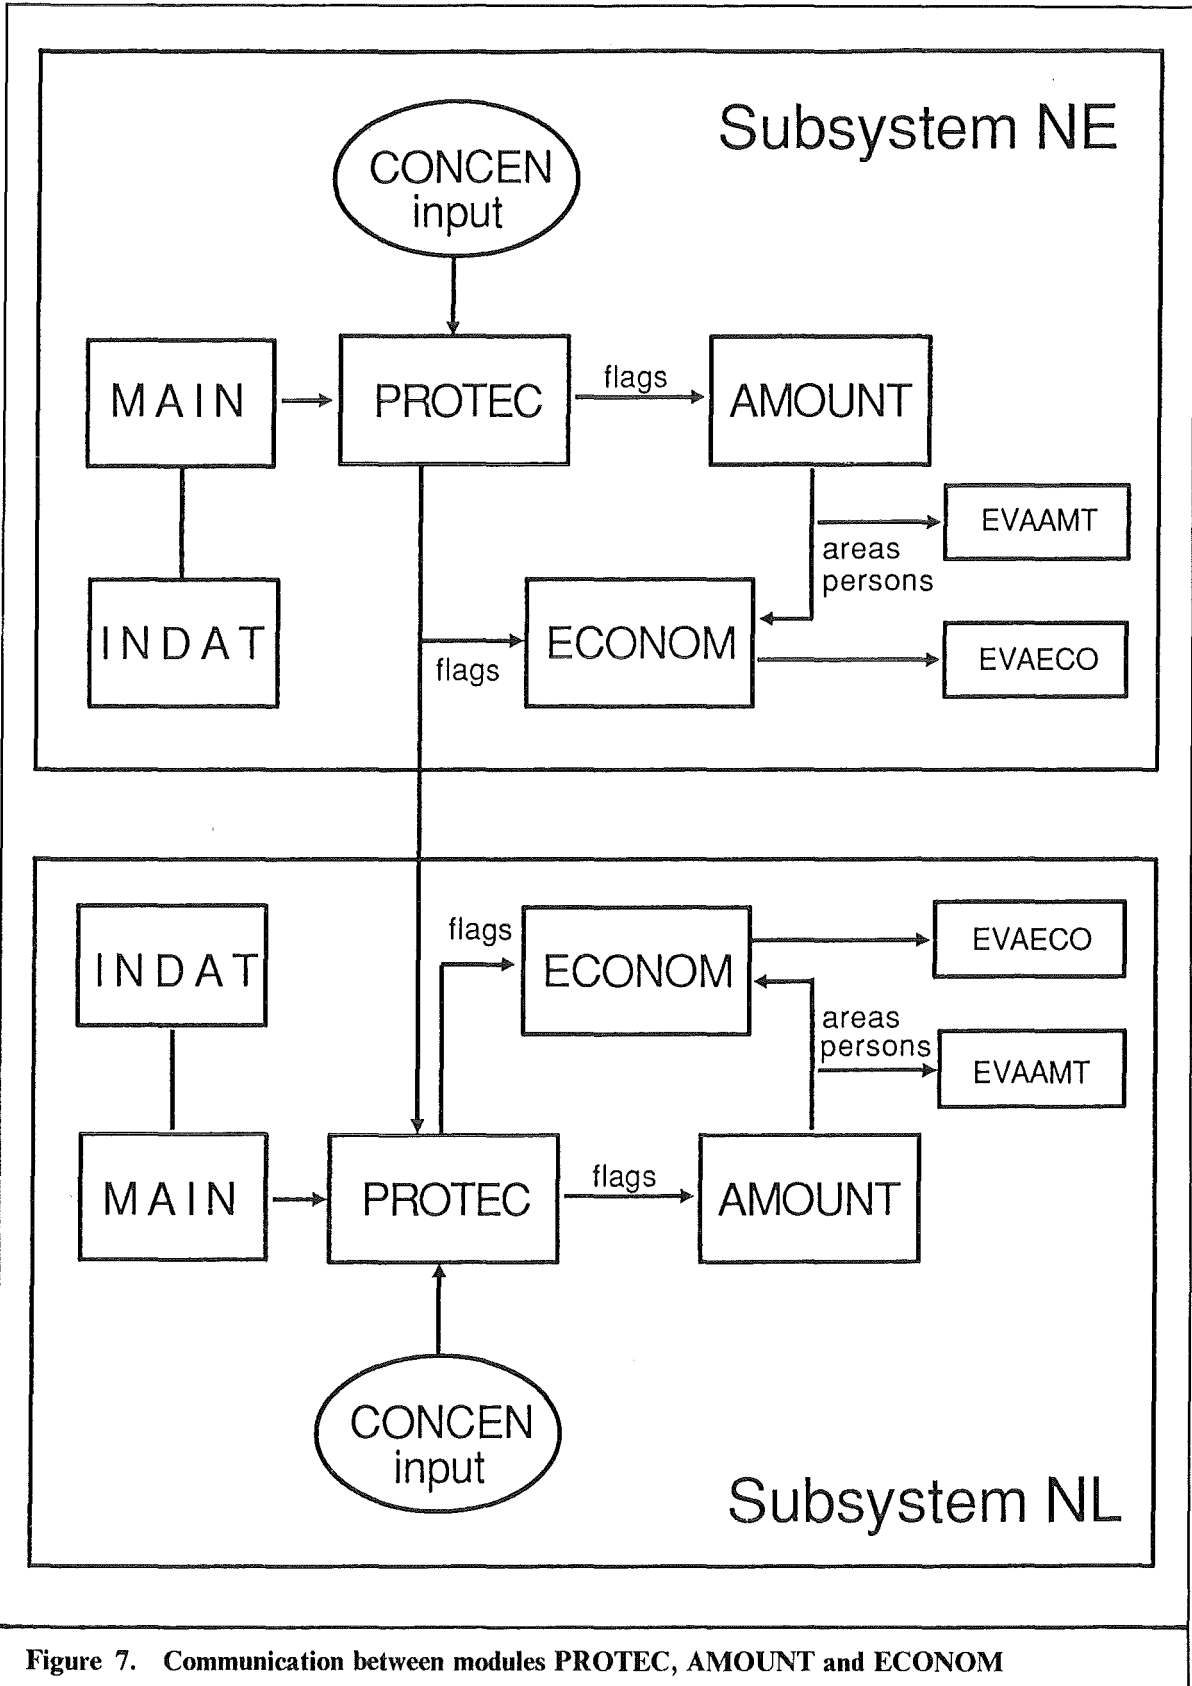 Subsystem NE
CONCEN
input
MAIN
PROTEC
flags
AMOUNT
EVAAMT
areas
persons
INDAT
flags
ECONOM
EVAECO
INDAT
flags
ECONOM
EVAECO
areas
persons
EVAAMT
MAIN
PROTEC
flags
AMOUNT
CONCEN
input
Subsystem NL
Figure 7. Communication between modules PROTEC, AMOUNT and ECONOM